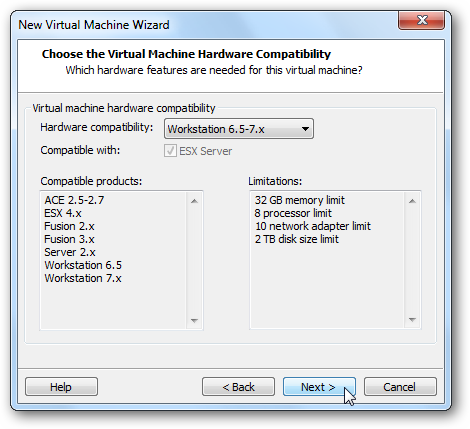 New Virtual Machine Wizard
Choose the Virtual Machine Hardware Compatibility
Which hardware features are needed for this virtual machine?
Virtual machine hardware compatibility
Hardware compatibility: Workstation 6.5-7.x
Compatible with: ESX Server
Compatible products:
ACE 2.5-2.7
ESX 4.x
Fusion 2.x
Fusion 3.x
Server 2.x
Workstation 6.5
Workstation 7.x
Limitations:
32 GB memory limit
8 processor limit
10 network adapter limit
2 TB disk size limit
Help < Back Next > Cancel